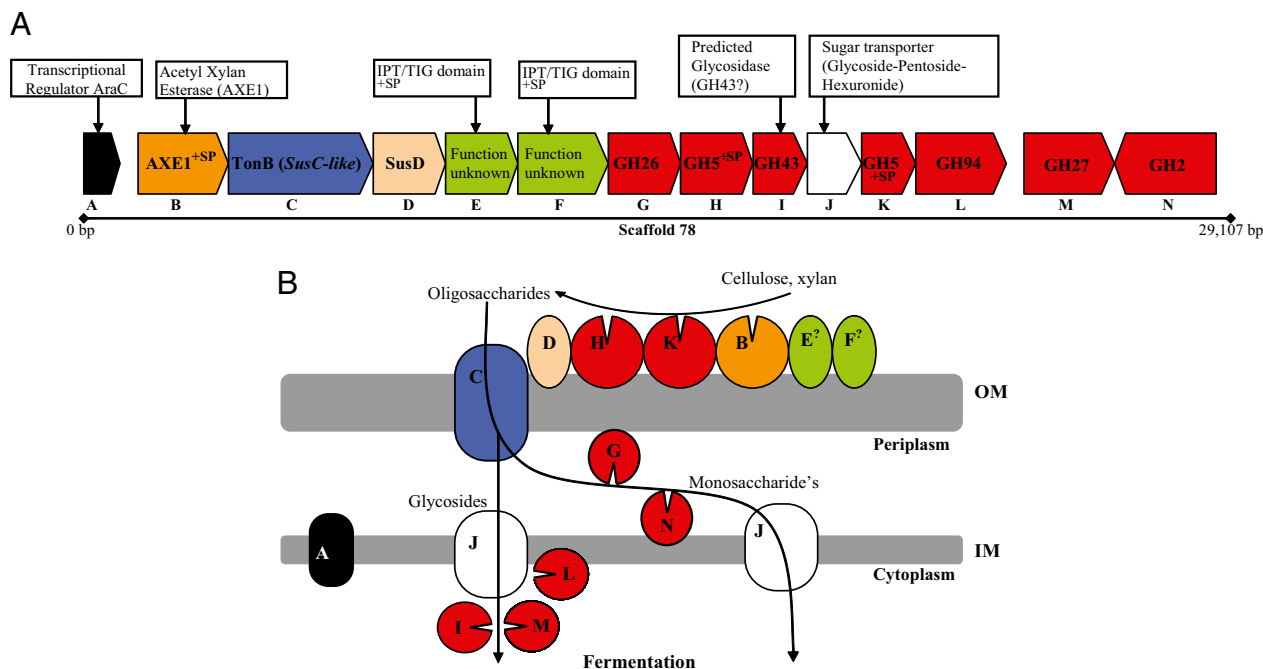 A
Transcriptional
Regulator AraC
Acetyl Xylan
Esterase (AXE1)
IPT/TIG domain
+SP
IPT/TIG domain
+SP
Predicted
Glycosidase
(GH43?)
Sugar transporter
(Glycoside-Pentoside-
Hexuronide)
AXE1+SP
TonB (SusC-like)
SusD
Function
unknown
Function
unknown
GH26
GH5+SP
GH43
GH5
+SP
GH94
GH27
GH2
A B C D E F G H I J K L M N
0 bp
Scaffold 78
29,107 bp
B
Cellulose, xylan
Oligosaccharides
D H K B E? F?
C
OM
Periplasm
G
Monosaccharide's
Glycosides
N
J
J
A
IM
Cytoplasm
L
I
M
Fermentation